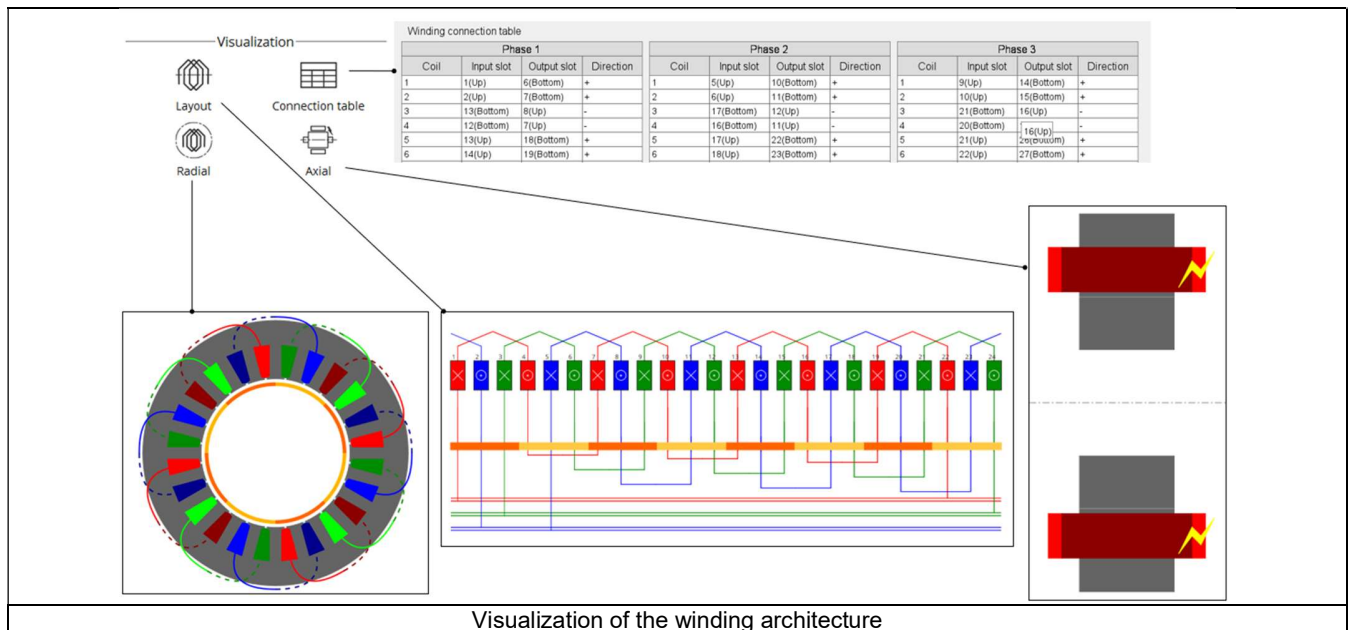 Visualization
Layout
Connection table
Radial
Axial
Winding connection table
Phase 1 Phase 2 Phase 3
Coil Input slot Output slot Direction Coil Input slot Output slot Direction Coil Input slot Output slot Direction
1 1(Up) 6(Bottom) + 1 5(Up) 10(Bottom) + 1 9(Up) 14(Bottom) +
2 2(Up) 7(Bottom) + 2 6(Up) 11(Bottom) + 2 10(Up) 15(Bottom) +
3 13(Bottom) 8(Up) - 3 17(Bottom) 12(Up) - 3 21(Bottom) 16(Up) -
4 12(Bottom) 7(Up) - 4 16(Bottom) 11(Up) - 4 20(Bottom) 16(Up) -
5 13(Up) 18(Bottom) + 5 17(Up) 22(Bottom) + 5 21(Up) 26(Bottom) +
6 14(Up) 19(Bottom) + 6 18(Up) 23(Bottom) + 6 22(Up) 27(Bottom) +
1 2 3 4 5 6 7 8 9 10 11 12 13 14 15 16 17 18 19 20 21 22 23 24
Visualization of the winding architecture